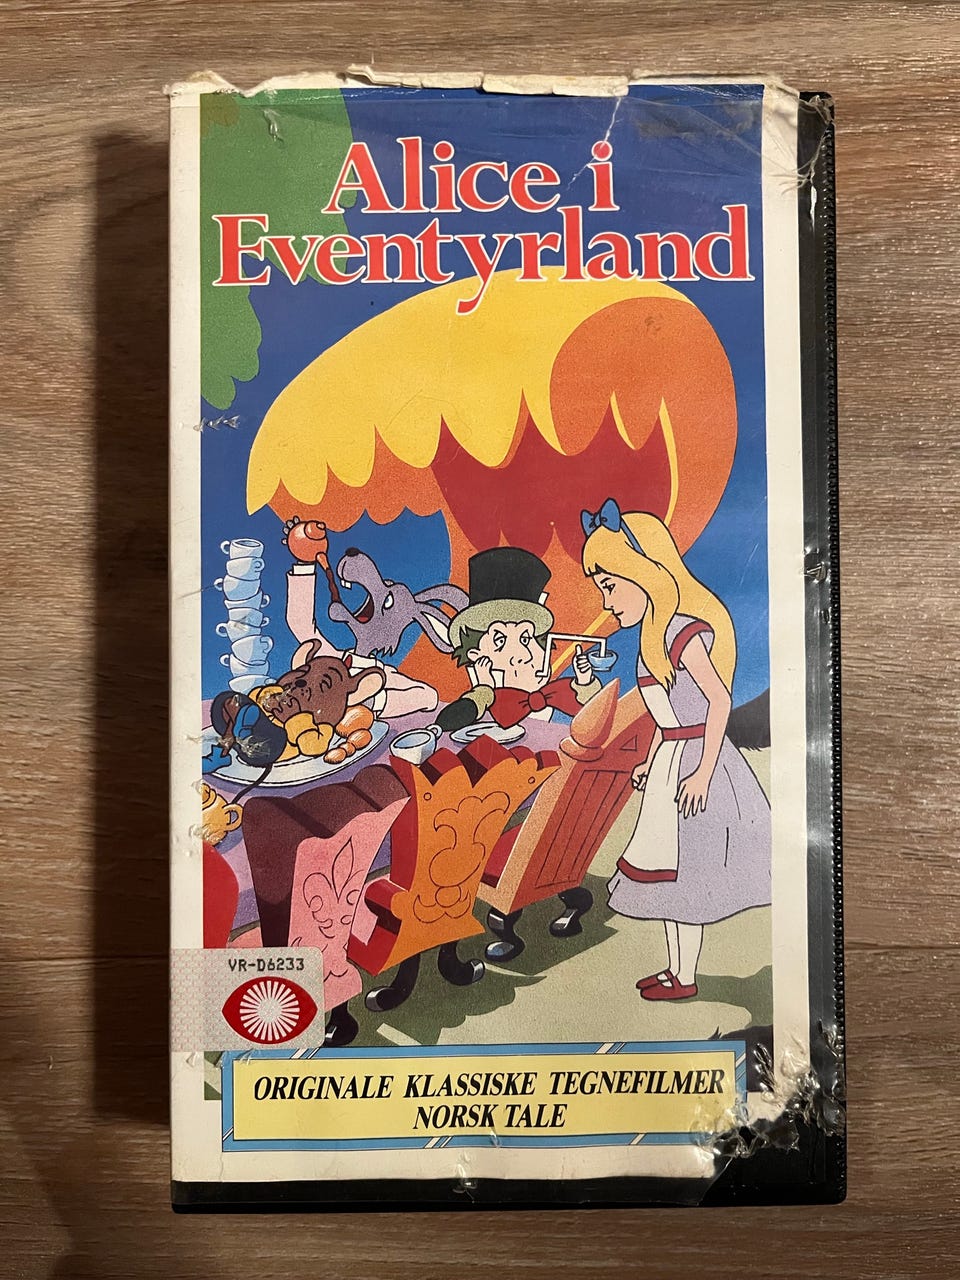 Alice i
Eventyrland
VR-D6233
ORIGINALE KLASSISKE TEGNEFILMER
NORSK TALE